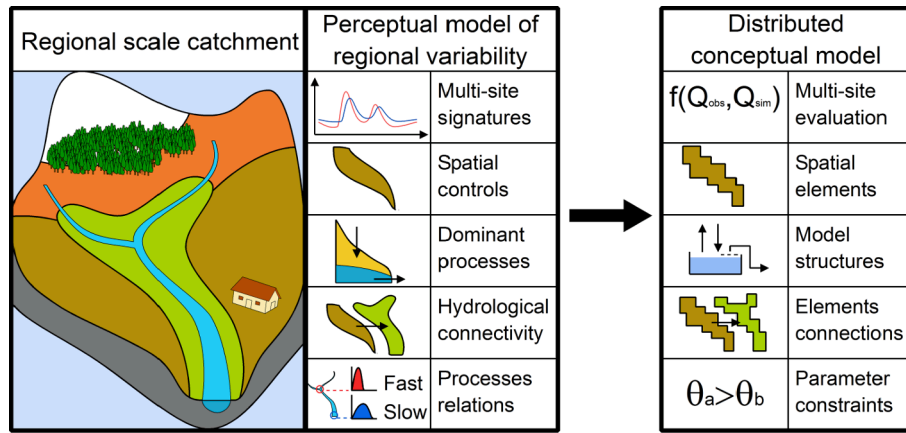 Regional scale catchment
Perceptual model of
regional variability
Multi-site
signatures
Spatial
controls
Dominant
processes
Hydrological
connectivity
Fast
Slow
Processes
relations
Distributed
conceptual model
f(Qobs,Qsim)
Multi-site
evaluation
Spatial
elements
Model
structures
Elements
connections
θa>θb
Parameter
constraints